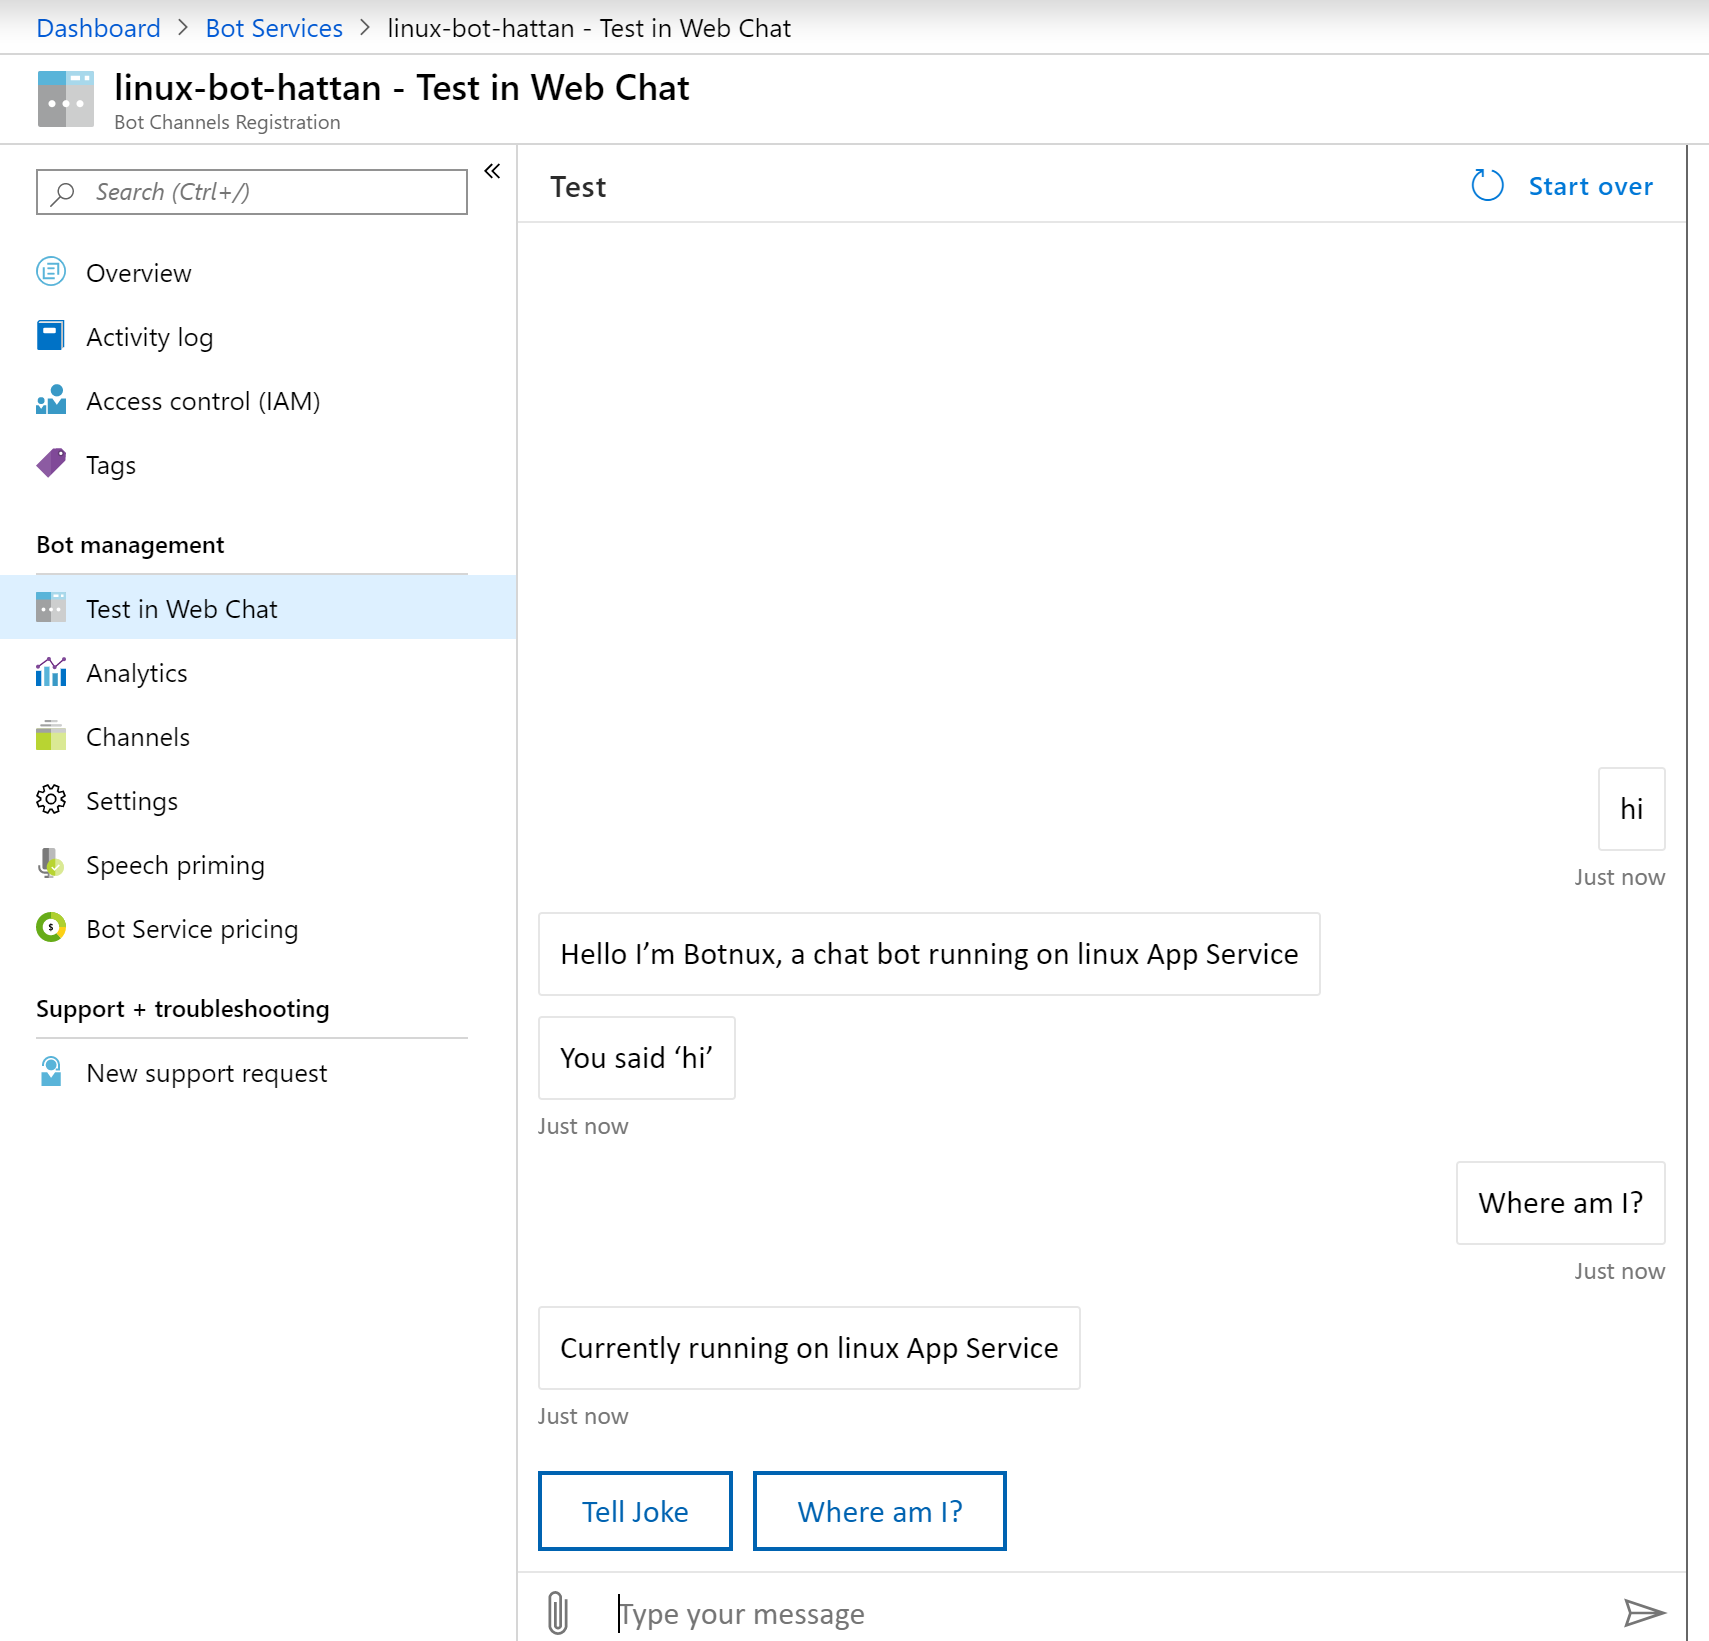 Dashboard > Bot Services > linux-bot-hattan - Test in Web Chat
linux-bot-hattan - Test in Web Chat
Bot Channels Registration
Search (Ctrl+/)
«
Overview
Activity log
Access control (IAM)
Tags
Bot management
Test in Web Chat
Analytics
Channels
Settings
Speech priming
Bot Service pricing
Support + troubleshooting
New support request
Test
Start over
hi
Just now
Hello I’m Botnux, a chat bot running on linux App Service
You said ‘hi’
Just now
Where am I?
Just now
Currently running on linux App Service
Just now
Tell Joke
Where am I?
Type your message